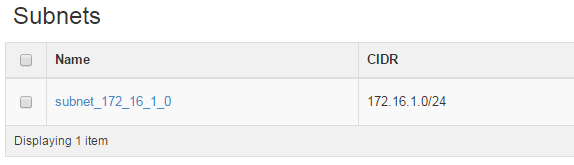 Subnets
Name CIDR
subnet_172_16_1_0 172.16.1.0/24
Displaying 1 item